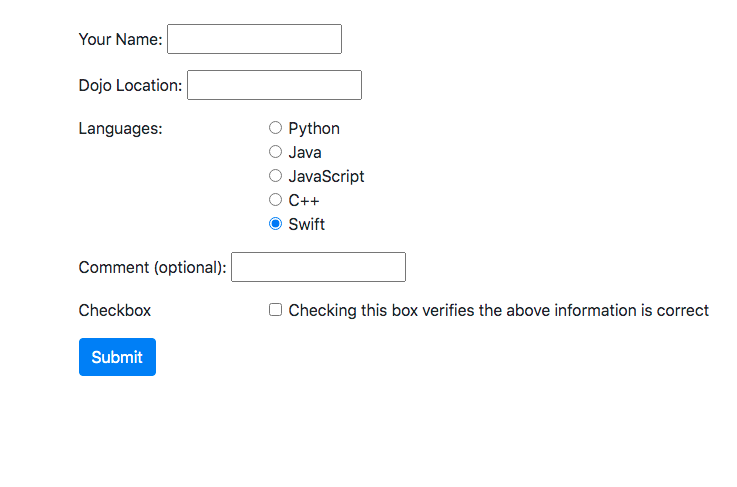 Your Name:
Dojo Location:
Languages:
Python
Java
JavaScript
C++
Swift
Comment (optional):
Checkbox
Checking this box verifies the above information is correct
Submit